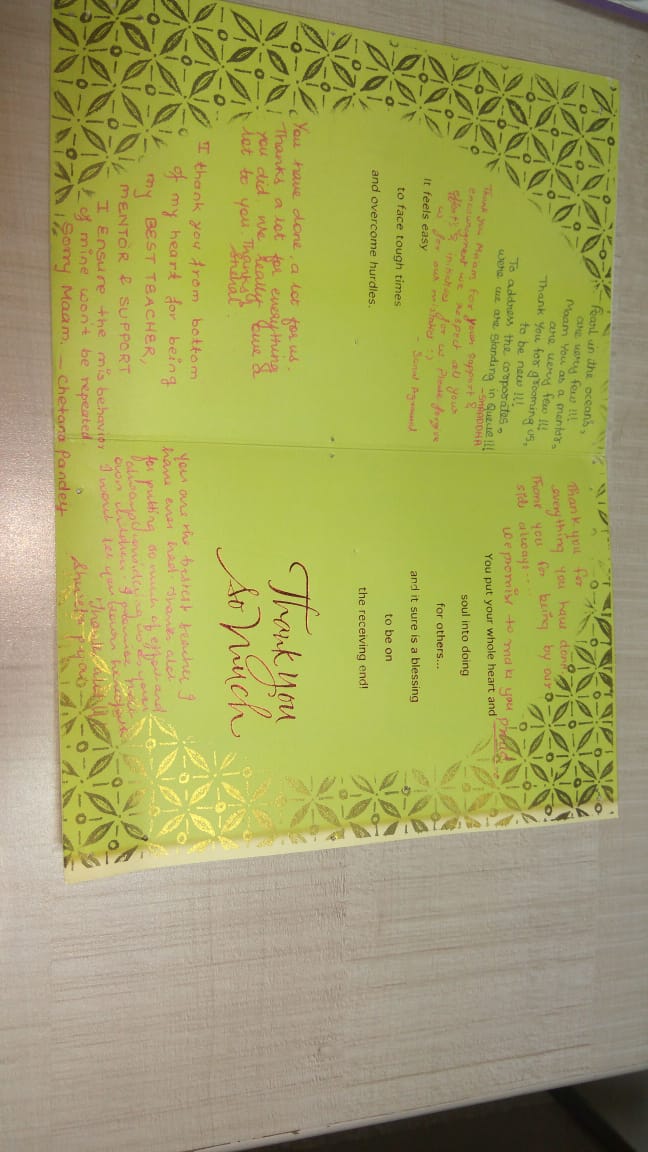 Pearl in the oceans,
are very few !!!
Maam You as a mentor,
are very few !!!
Thank You for grooming us,
to be new !!!
To address the corporates,
were we are standing in Queue !!!
- SHRADDHA
Thank you Maam for your support &
encouragment we respect all your
efforts & initiatives for us Please forgive
us for our mistakes :)
- Sonal Agrawal
It feels easy
to face tough times
and overcome hurdles.
You have done a lot for us.
Thanks a lot for everything
you did. We really owe a
lot to you. Thanks
Snehal
I thank you from bottom
of my heart for being
my BEST TEACHER,
MENTOR & SUPPORT
I Ensure the mis behavior
of mine won't be repeated.
Sorry Maam. - Chetana Pandey
Thank you for
everything you have done.
Thank you for being by our
side always....
We promise to make you proud
You put your whole heart and
soul into doing
for others...
and it sure is a blessing
to be on
the receiving end!
Thank you
so Much
You are the bestest teacher I
have ever had. Thanks alot
for putting so much of effort and
always considering us as your
own children. I promise that
I wont let you down
Thanks alot !!
Shweta